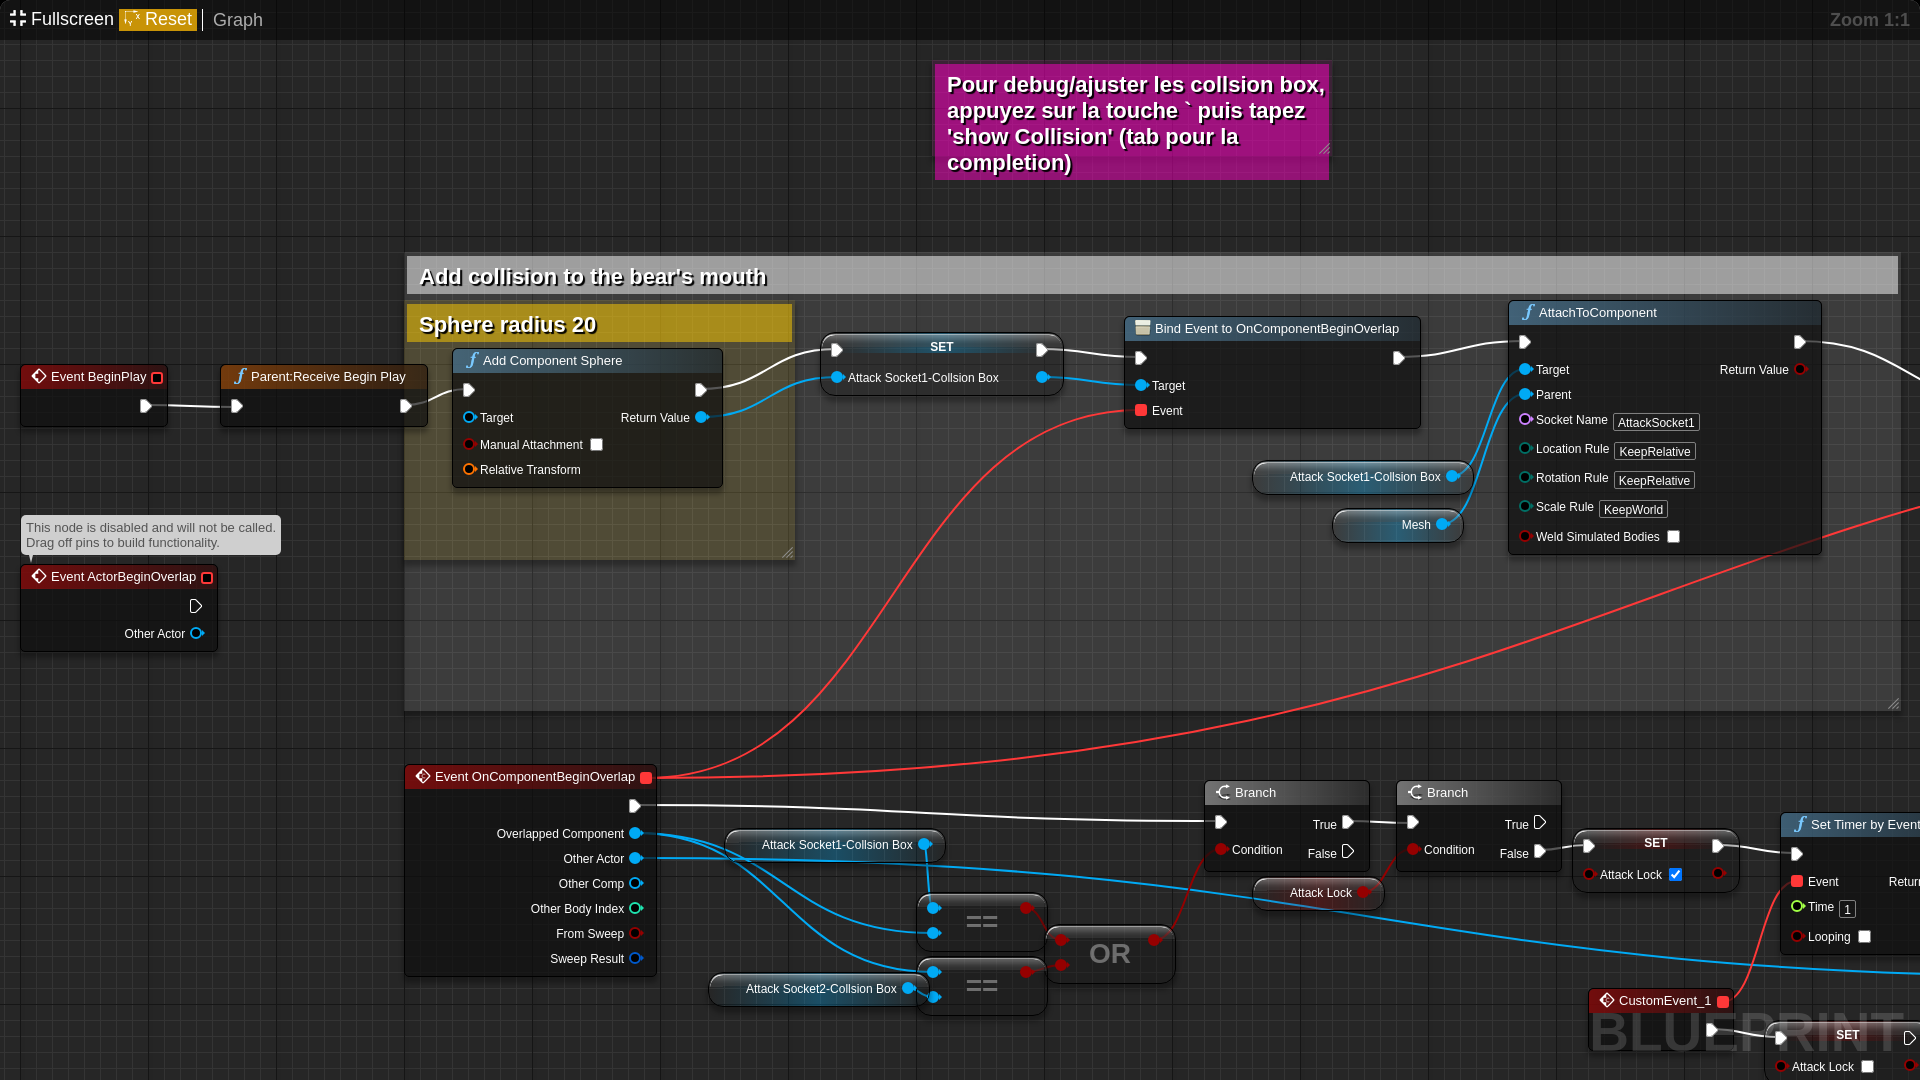 Fullscreen Reset Graph
Zoom 1:1
Pour debug/ajuster les collsion box,
appuyez sur la touche ` puis tapez
'show Collision' (tab pour la
completion)
Add collision to the bear's mouth
Sphere radius 20
Event BeginPlay
Parent:Receive Begin Play
Add Component Sphere
Target
Return Value
Manual Attachment
Relative Transform
SET
Attack Socket1-Collsion Box
Bind Event to OnComponentBeginOverlap
Target
Event
Attack Socket1-Collsion Box
Mesh
AttachToComponent
Target
Return Value
Parent
Socket Name AttackSocket1
Location Rule KeepRelative
Rotation Rule KeepRelative
Scale Rule KeepWorld
Weld Simulated Bodies
This node is disabled and will not be called.
Drag off pins to build functionality.
Event ActorBeginOverlap
Other Actor
Event OnComponentBeginOverlap
Overlapped Component
Other Actor
Other Comp
Other Body Index
From Sweep
Sweep Result
Attack Socket1-Collsion Box
==
Attack Socket2-Collsion Box
==
OR
Branch
True
Condition
False
Attack Lock
Branch
True
Condition
False
SET
Attack Lock
Set Timer by Event
Event
Return
Time 1
Looping
CustomEvent_1
SET
Attack Lock
BLUEPRINT